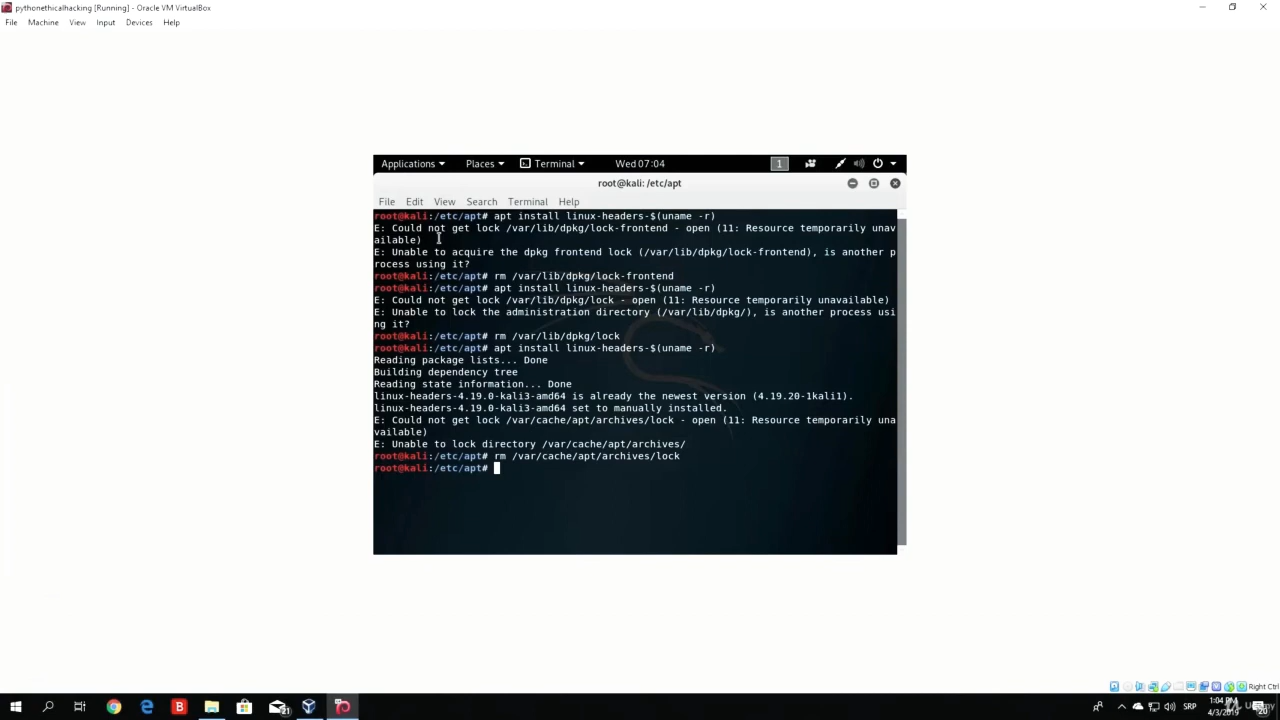 pythonethicalhacking [Running] - Oracle VM VirtualBox
File Machine View Input Devices Help
Applications Places Terminal Wed 07:04 1
root@kali: /etc/apt
File Edit View Search Terminal Help
root@kali:/etc/apt# apt install linux-headers-$(uname -r)
E: Could not get lock /var/lib/dpkg/lock-frontend - open (11: Resource temporarily unav
ailable)
E: Unable to acquire the dpkg frontend lock (/var/lib/dpkg/lock-frontend), is another p
rocess using it?
root@kali:/etc/apt# rm /var/lib/dpkg/lock-frontend
root@kali:/etc/apt# apt install linux-headers-$(uname -r)
E: Could not get lock /var/lib/dpkg/lock - open (11: Resource temporarily unavailable)
E: Unable to lock the administration directory (/var/lib/dpkg/), is another process usi
ng it?
root@kali:/etc/apt# rm /var/lib/dpkg/lock
root@kali:/etc/apt# apt install linux-headers-$(uname -r)
Reading package lists... Done
Building dependency tree
Reading state information... Done
linux-headers-4.19.0-kali3-amd64 is already the newest version (4.19.20-1kali1).
linux-headers-4.19.0-kali3-amd64 set to manually installed.
E: Could not get lock /var/cache/apt/archives/lock - open (11: Resource temporarily una
vailable)
E: Unable to lock directory /var/cache/apt/archives/
root@kali:/etc/apt# rm /var/cache/apt/archives/lock
root@kali:/etc/apt#
Right Ctrl
B 21 SRP 1:04 PM
4/3/2019 Udemy 20